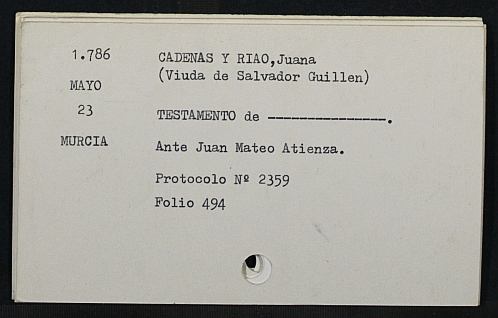 1.786
MAYO
23
MURCIA
CADENAS Y RIAO,Juana
(Viuda de Salvador Guillen)
TESTAMENTO de ---------------.
Ante Juan Mateo Atienza.
Protocolo Nº 2359
Folio 494